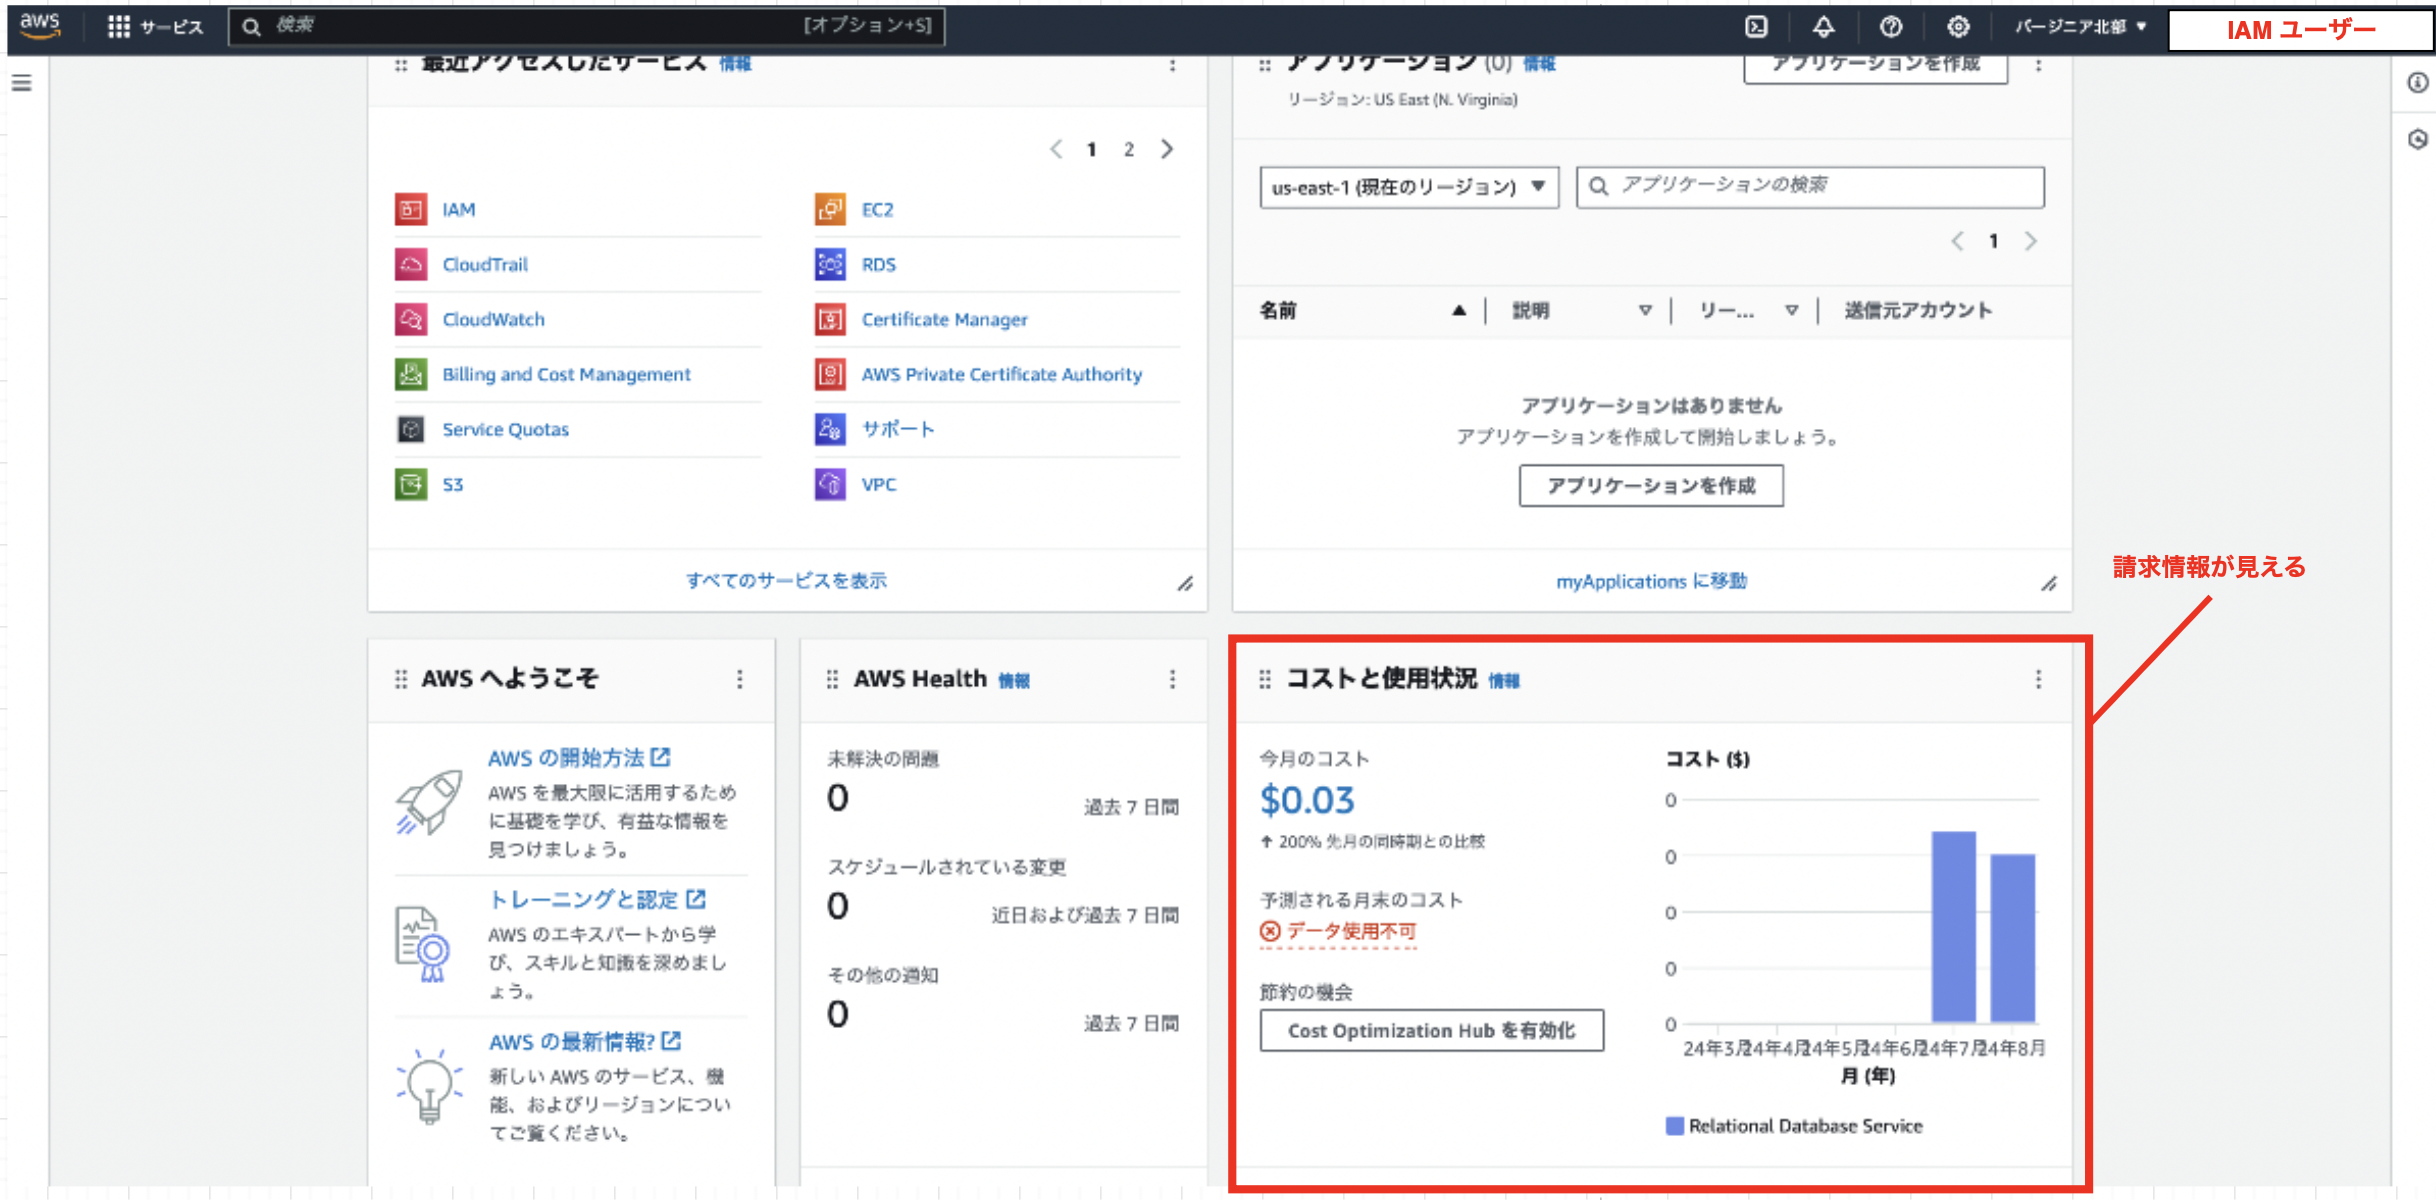 aws
サービス
検索
[オプション+S]
バージニア北部
IAM ユーザー
最近アクセスしたサービス 情報
1 2
IAM
CloudTrail
CloudWatch
Billing and Cost Management
Service Quotas
S3
EC2
RDS
Certificate Manager
AWS Private Certificate Authority
サポート
VPC
すべてのサービスを表示
アプリケーション (0) 情報
アプリケーションを作成
リージョン: US East (N. Virginia)
us-east-1 (現在のリージョン)
アプリケーションの検索
1
名前
説明
リー...
送信元アカウント
アプリケーションはありません
アプリケーションを作成して開始しましょう。
アプリケーションを作成
myApplications に移動
請求情報が見える
AWS へようこそ
AWS の開始方法
AWS を最大限に活用するため
に基礎を学び、有益な情報を
見つけましょう。
トレーニングと認定
AWS のエキスパートから学
び、スキルと知識を深めまし
ょう。
AWS の最新情報?
新しい AWS のサービス、機
能、およびリージョンについ
てご覧ください。
AWS Health 情報
未解決の問題
0
過去 7 日間
スケジュールされている変更
0
近日および過去 7 日間
その他の通知
0
過去 7 日間
コストと使用状況 情報
今月のコスト
$0.03
200% 先月の同時期との比較
予測される月末のコスト
データ使用不可
節約の機会
Cost Optimization Hub を有効化
コスト ($)
0
0
0
0
0
24年3月
24年4月
24年5月
24年6月
24年7月
24年8月
月 (年)
Relational Database Service